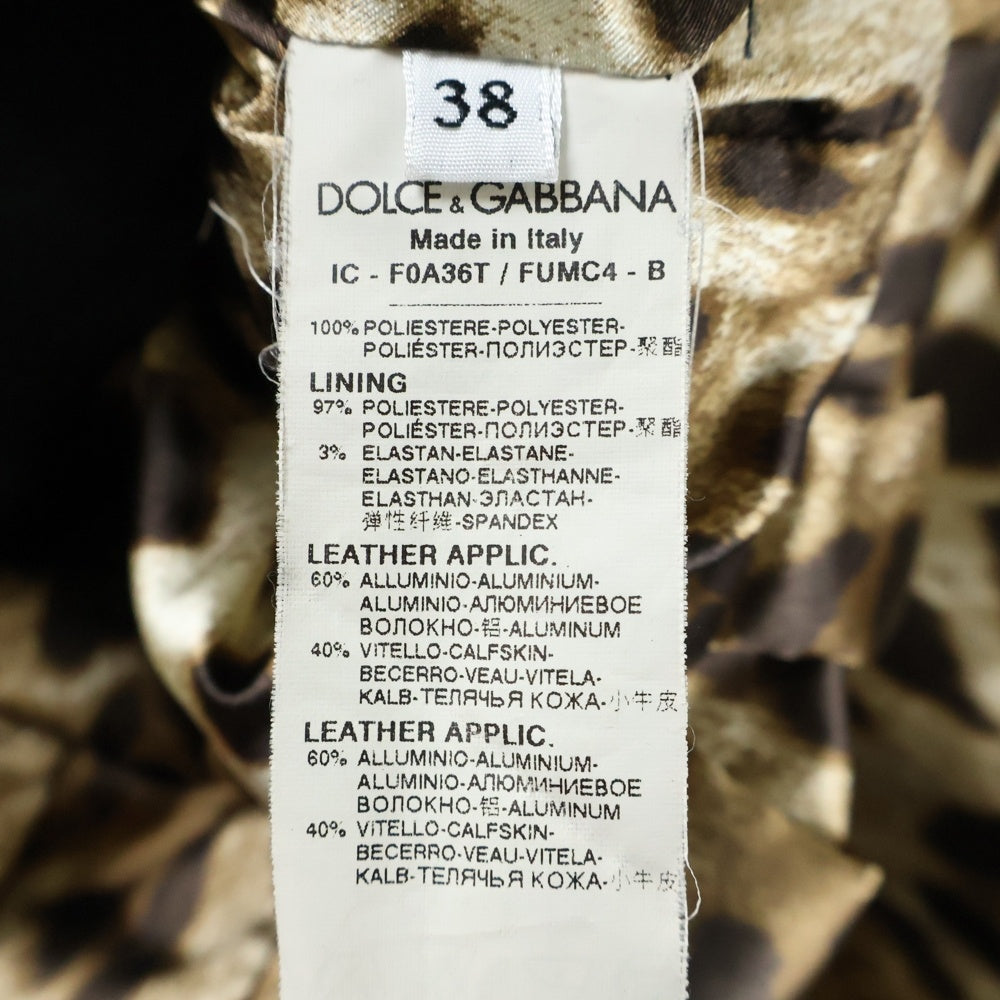 38
DOLCE & GABBANA
Made in Italy
IC - F0A36T / FUMC4 - B
100% POLIESTERE-POLYESTER-
POLIÉSTER-ПОЛИЭСТЕР-聚酯
LINING
97% POLIESTERE-POLYESTER-
POLIÉSTER-ПОЛИЭСТЕР-聚酯
3% ELASTAN-ELASTANE-
ELASTANO-ELASTHANNE-
ELASTHAN-ЭЛАСТАН-
弹性纤维-SPANDEX
LEATHER APPLIC.
60% ALLUMINIO-ALUMINIUM-
ALUMINIO-АЛЮМИНИЕВОЕ
ВОЛОКНО-铝-ALUMINUM
40% VITELLO-CALFSKIN-
BECERRO-VEAU-VITELA-
KALB-ТЕЛЯЧЬЯ КОЖА-小牛皮
LEATHER APPLIC.
60% ALLUMINIO-ALUMINIUM-
ALUMINIO-АЛЮМИНИЕВОЕ
ВОЛОКНО-铝-ALUMINUM
40% VITELLO-CALFSKIN-
BECERRO-VEAU-VITELA-
KALB-ТЕЛЯЧЬЯ КОЖА-小牛皮